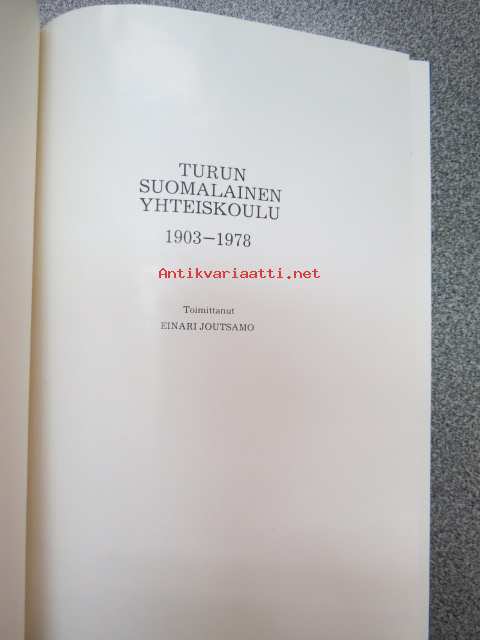 TURUN
SUOMALAINEN
YHTEISKOULU
1903–1978
Antikvariaatti.net
Toimittanut
EINARI JOUTSAMO